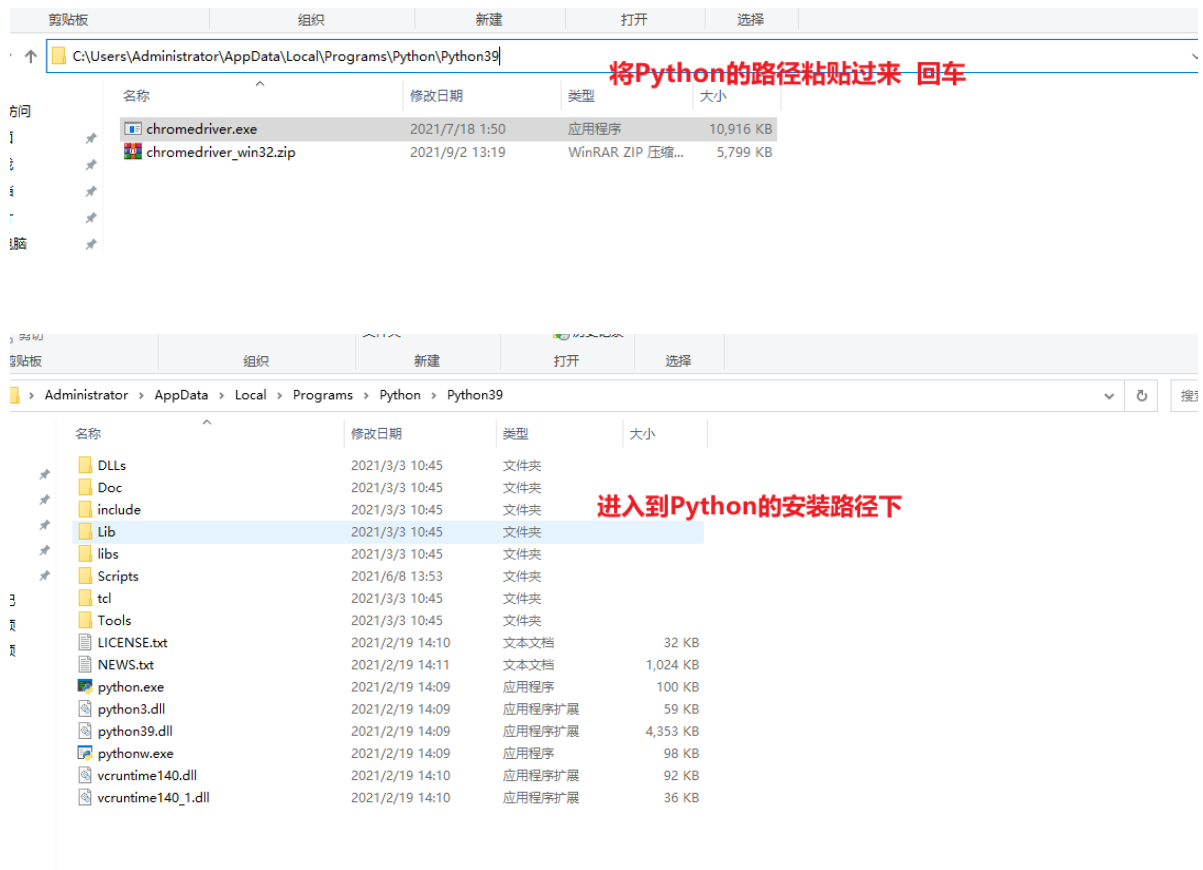 剪贴板 组织 新建 打开 选择
C:\Users\Administrator\AppData\Local\Programs\Python\Python39
将Python的路径粘贴过来 回车
名称 修改日期 类型 大小
访问
chromedriver.exe 2021/7/18 1:50 应用程序 10,916 KB
chromedriver_win32.zip 2021/9/2 13:19 WinRAR ZIP 压缩... 5,799 KB
电脑
剪切
剪贴板 组织 新建 打开 选择
Administrator › AppData › Local › Programs › Python › Python39
名称 修改日期 类型 大小
DLLs 2021/3/3 10:45 文件夹
Doc 2021/3/3 10:45 文件夹
include 2021/3/3 10:45 文件夹
进入到Python的安装路径下
Lib 2021/3/3 10:45 文件夹
libs 2021/3/3 10:45 文件夹
Scripts 2021/6/8 13:53 文件夹
tcl 2021/3/3 10:45 文件夹
Tools 2021/3/3 10:45 文件夹
LICENSE.txt 2021/2/19 14:10 文本文档 32 KB
NEWS.txt 2021/2/19 14:11 文本文档 1,024 KB
python.exe 2021/2/19 14:09 应用程序 100 KB
python3.dll 2021/2/19 14:09 应用程序扩展 59 KB
python39.dll 2021/2/19 14:09 应用程序扩展 4,353 KB
pythonw.exe 2021/2/19 14:09 应用程序 98 KB
vcruntime140.dll 2021/2/19 14:10 应用程序扩展 92 KB
vcruntime140_1.dll 2021/2/19 14:10 应用程序扩展 36 KB